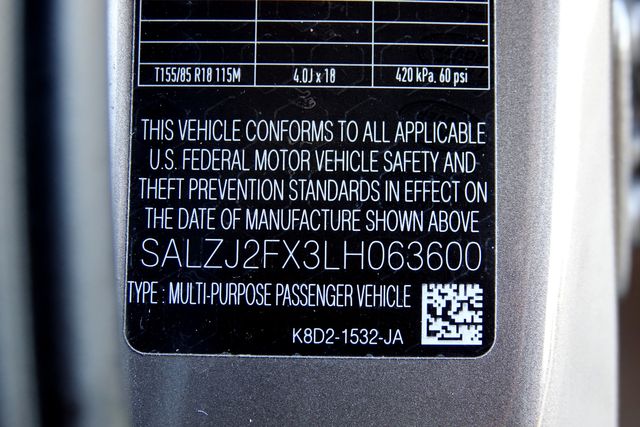 T155/85 R18 115M 4.0J x 18 420 kPa, 60 psi
THIS VEHICLE CONFORMS TO ALL APPLICABLE
U.S. FEDERAL MOTOR VEHICLE SAFETY AND
THEFT PREVENTION STANDARDS IN EFFECT ON
THE DATE OF MANUFACTURE SHOWN ABOVE
SALZJ2FX3LH063600
TYPE : MULTI-PURPOSE PASSENGER VEHICLE
K8D2-1532-JA